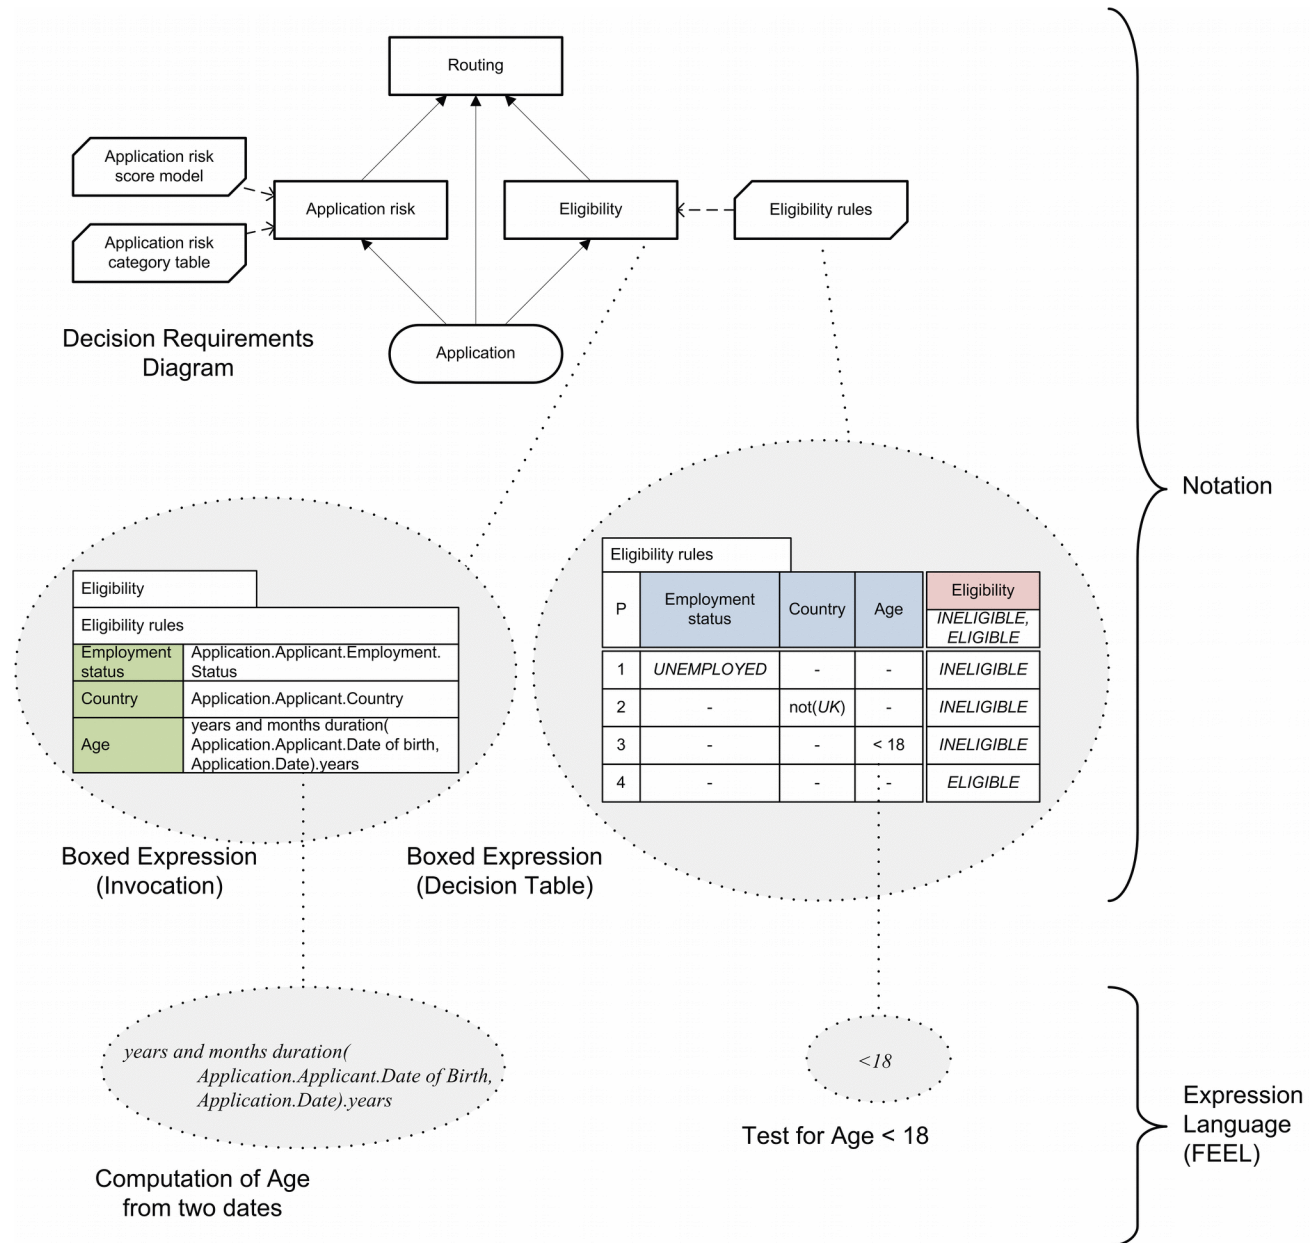 Routing
Application risk
score model
Application risk
Eligibility
Eligibility rules
Application risk
category table
Decision Requirements
Diagram
Application
Notation
Eligibility
Eligibility rules
Employment
status
Application.Applicant.Employment.
Status
Country
Application.Applicant.Country
Age
years and months duration(
Application.Applicant.Date of birth,
Application.Date).years
Boxed Expression
(Invocation)
Eligibility rules
P
Employment
status
Country
Age
Eligibility
INELIGIBLE,
ELIGIBLE
1 UNEMPLOYED - - INELIGIBLE
2 - not(UK) - INELIGIBLE
3 - - < 18 INELIGIBLE
4 - - - ELIGIBLE
Boxed Expression
(Decision Table)
years and months duration(
Application.Applicant.Date of Birth,
Application.Date).years
Computation of Age
from two dates
<18
Test for Age < 18
Expression
Language
(FEEL)